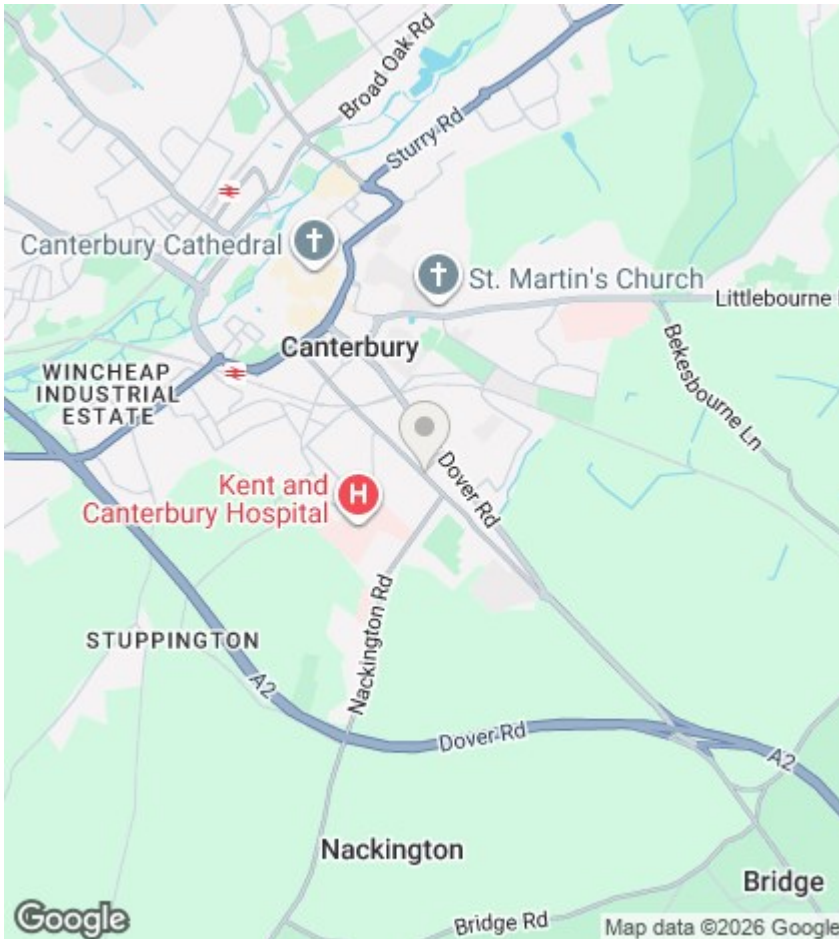 Broad Oak Rd
Sturry Rd
Canterbury Cathedral
St. Martin's Church
Littlebourne
Canterbury
Bekesbourne Ln
WINCHEAP
INDUSTRIAL
ESTATE
Dover Rd
Kent and
Canterbury Hospital
H
Nackington Rd
STUPPINGTON
A2
Dover Rd
A2
Nackington
Bridge
Bridge Rd
Google
Map data ©2026 Google